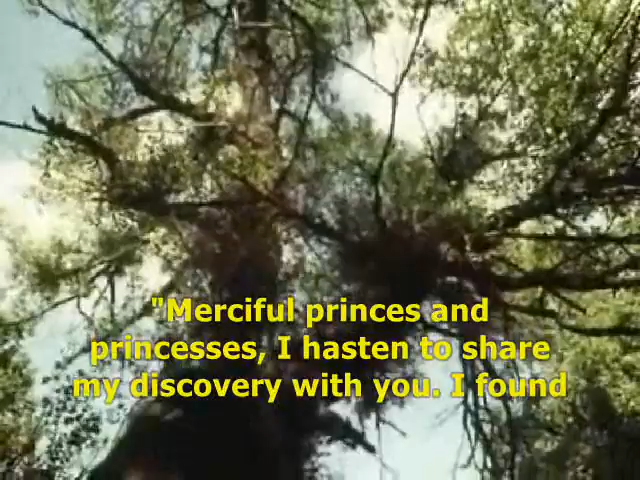 "Merciful princes and
princesses, I hasten to share
my discovery with you. I found